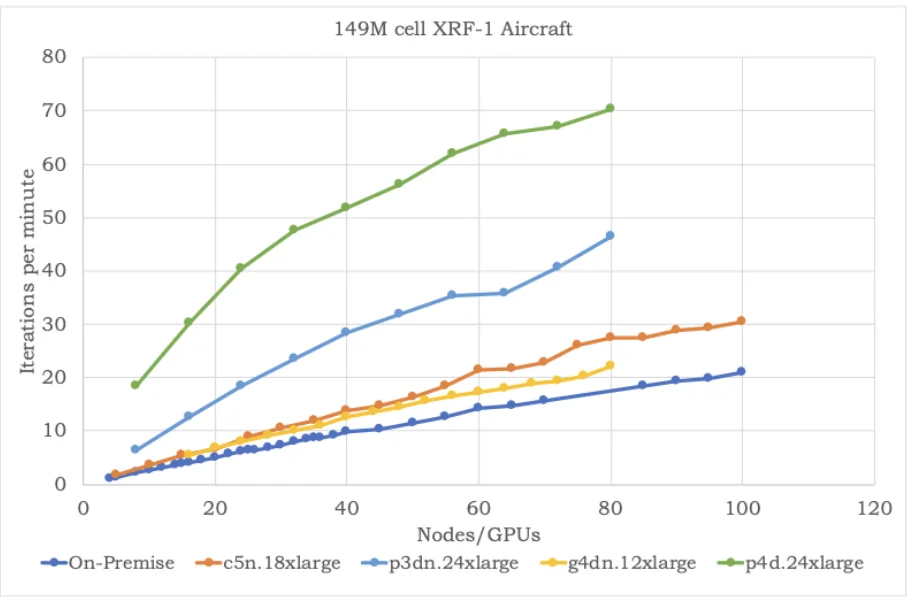 149M cell XRF-1 Aircraft
80
70
60
50
40
30
20
10
0
Iterations per minute
0 20 40 60 80 100 120
Nodes/GPUs
On-Premise c5n.18xlarge p3dn.24xlarge g4dn.12xlarge p4d.24xlarge